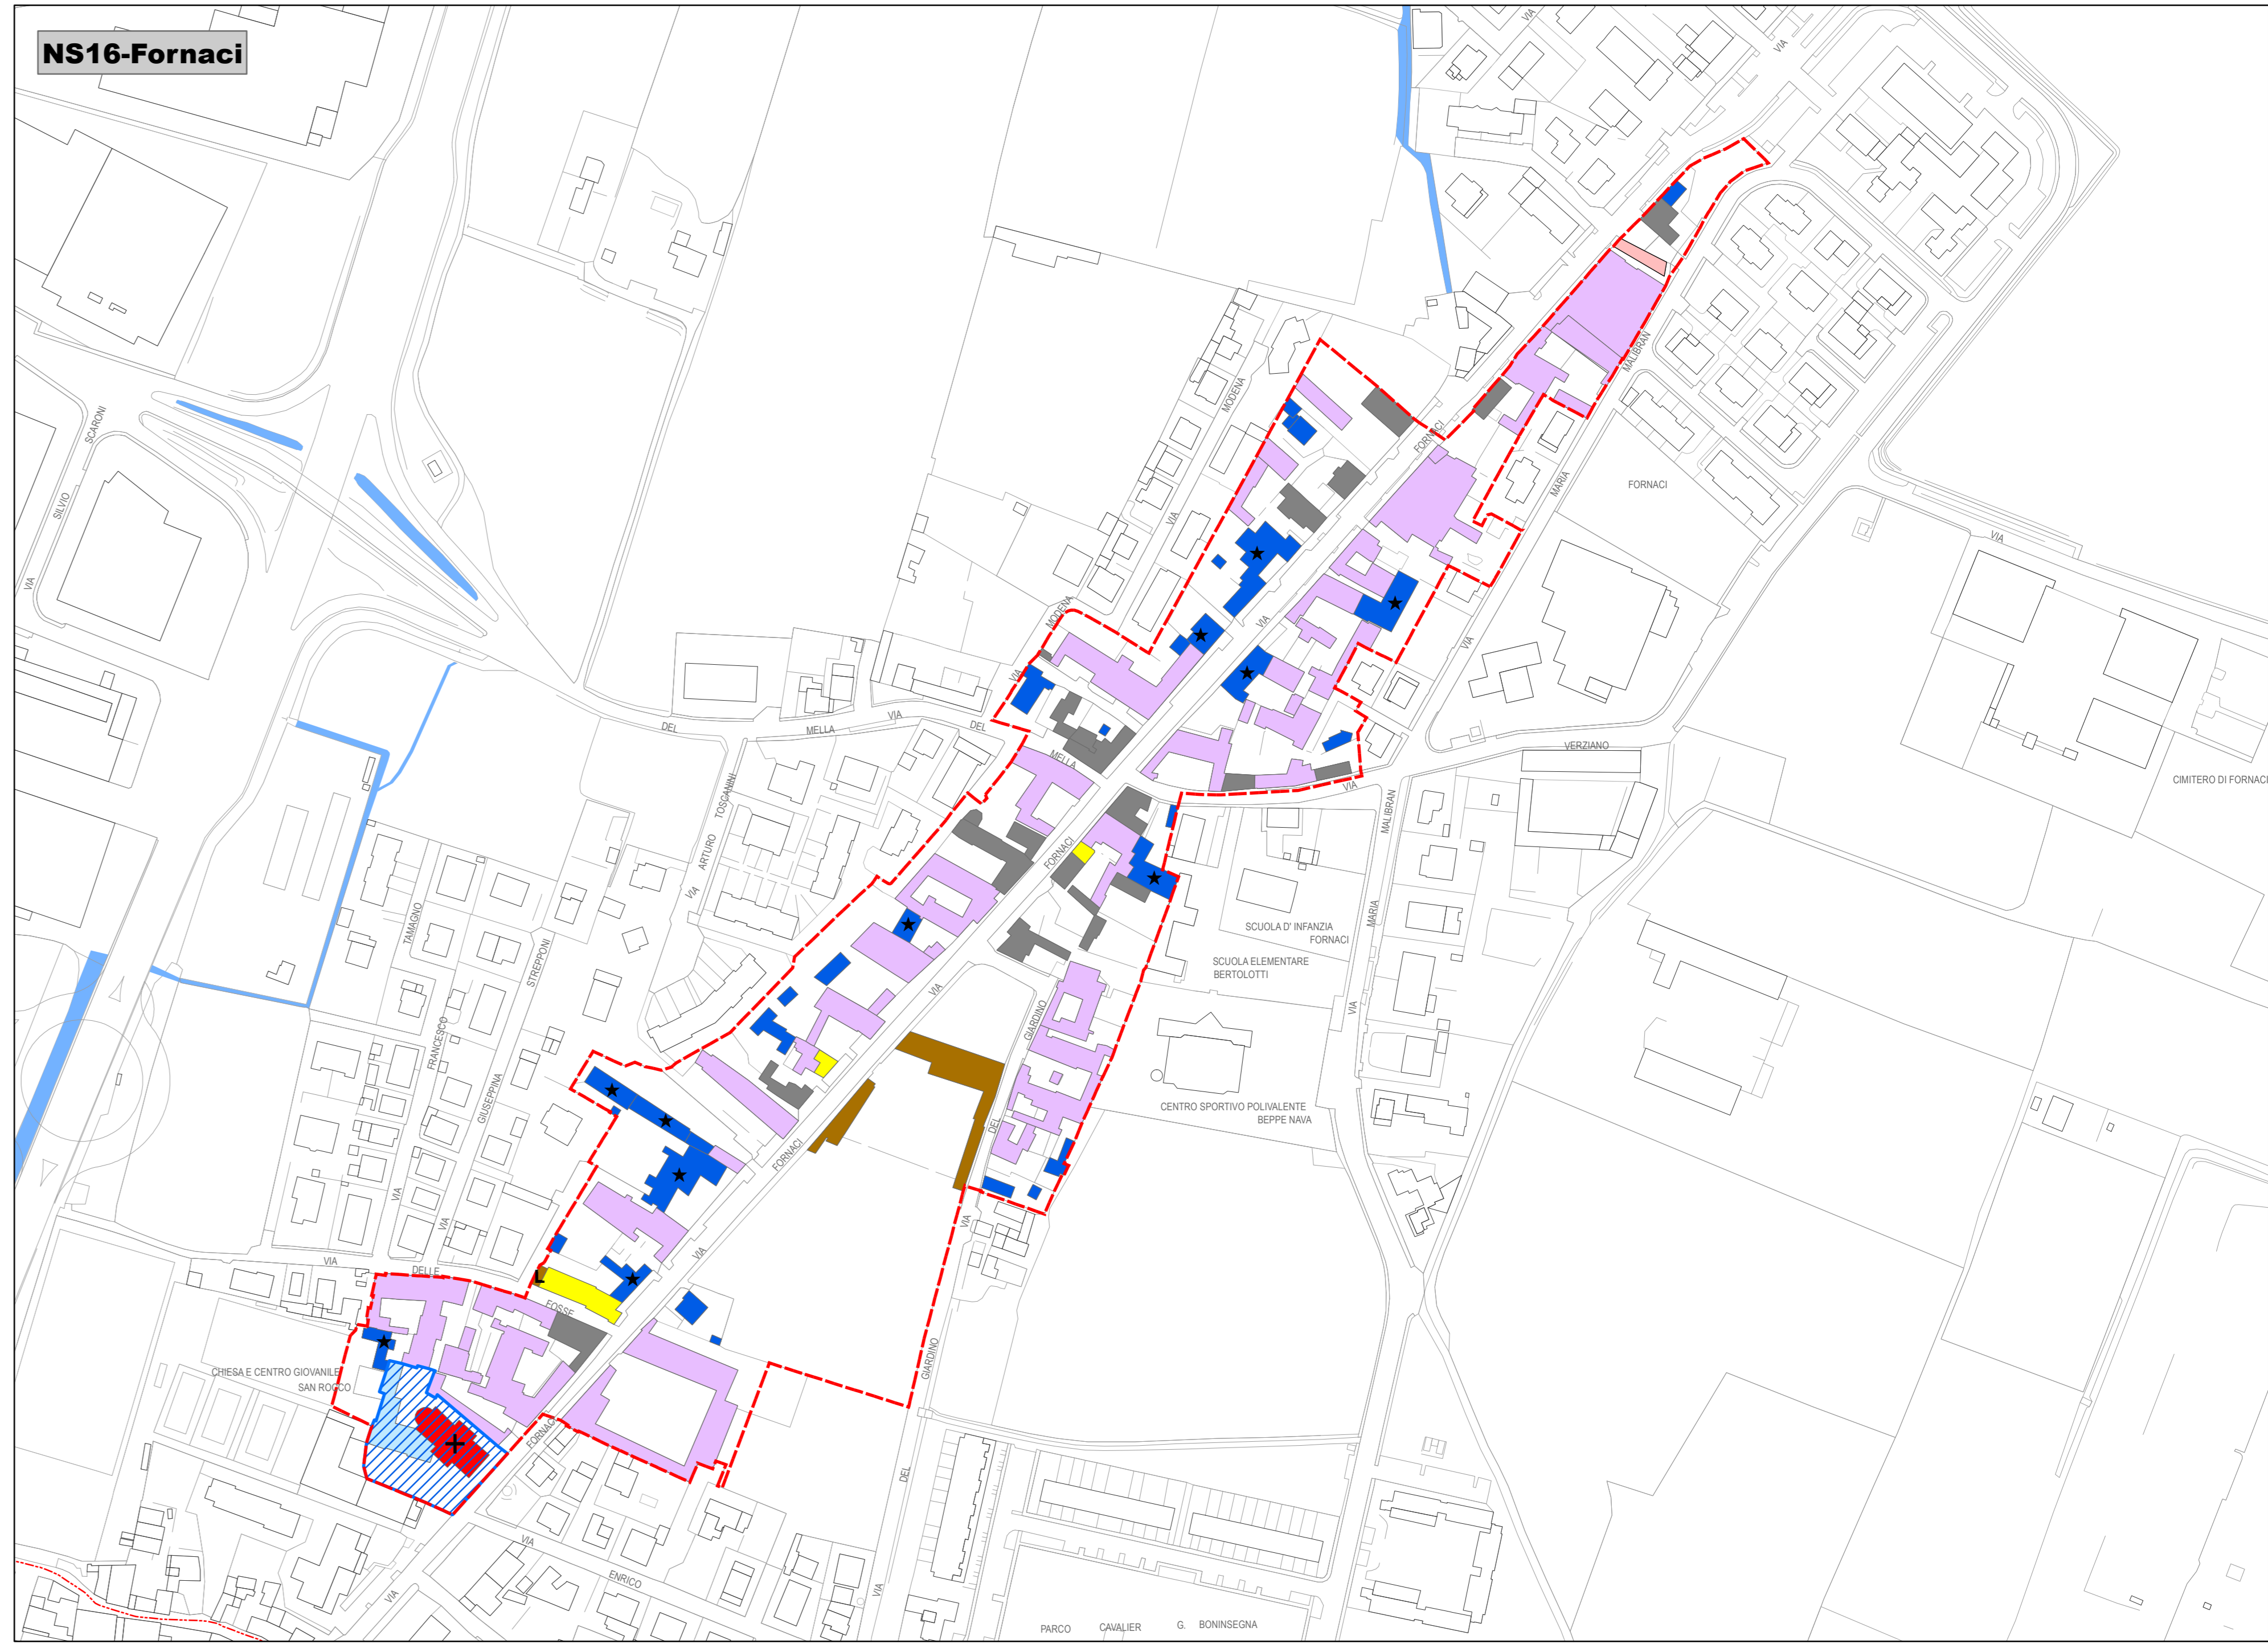 NS16-Fornaci
VIA
VIA
SCARONI
SILVIO
VIA
MODENA
VIA
MODENA
VIA
FORNACI
MALIBRAN
MARIA
VIA
FORNACI
VIA
VIA
DEL
MELLA
VIA
DEL
MELLA
VERZIANO
VIA
CIMITERO DI FORNACI
TOSCANINI
ARTURO
VIA
FORNACI
MALIBRAN
MARIA
VIA
SCUOLA D' INFANZIA
FORNACI
SCUOLA ELEMENTARE
BERTOLOTTI
TAMAGNO
FRANCESCO
VIA
STREPPONI
GIUSEPPINA
VIA
VIA
GIARDINO
DEL
VIA
CENTRO SPORTIVO POLIVALENTE
BEPPE NAVA
FORNACI
VIA
VIA
DELLE
FOSSE
L
CHIESA E CENTRO GIOVANILE
SAN ROCCO
GIARDINO
DEL
VIA
FORNACI
VIA
VIA
ENRICO
PARCO CAVALIER G. BONINSEGNA